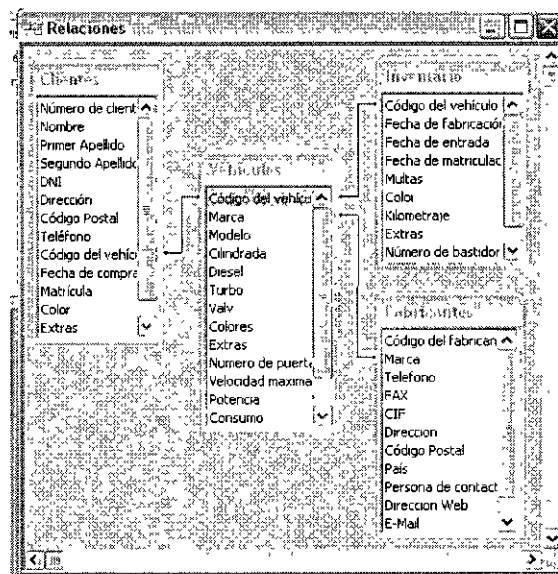 Relaciones
Clientes
Número de client
Nombre
Primer Apellido
Segundo Apellido
DNI
Dirección
Código Postal
Teléfono
Código del vehíc
Fecha de compra
Matrícula
Color
Extras
Vehículos
Código del vehícu
Marca
Modelo
Cilindrada
Diesel
Turbo
Valv
Colores
Extras
Numero de puert
Velocidad maxima
Potencia
Consumo
Inventario
Código del vehículo
Fecha de fabricación
Fecha de entrada
Fecha de matriculac
Multas
Color
Kilometraje
Extras
Número de bastidor
Fabricantes
Código del fabrican
Marca
Telefono
FAX
CIF
Direccion
Código Postal
País
Persona de contact
Direccion Web
E-Mail